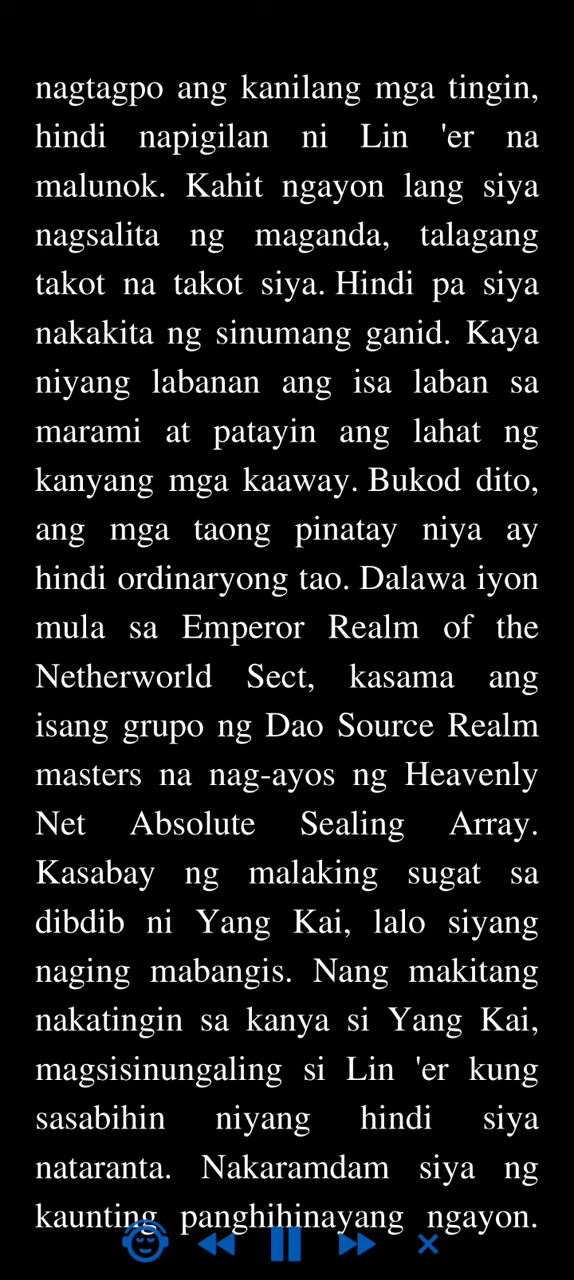 nagtagpo ang kanilang mga tingin,
hindi napigilan ni Lin 'er na
malunok. Kahit ngayon lang siya
nagsalita ng maganda, talagang
takot na takot siya. Hindi pa siya
nakakita ng sinumang ganid. Kaya
niyang labanan ang isa laban sa
marami at patayin ang lahat ng
kanyang mga kaaway. Bukod dito,
ang mga taong pinatay niya ay
hindi ordinaryong tao. Dalawa iyon
mula sa Emperor Realm of the
Netherworld Sect, kasama ang
isang grupo ng Dao Source Realm
masters na nag-ayos ng Heavenly
Net Absolute Sealing Array.
Kasabay ng malaking sugat sa
dibdib ni Yang Kai, lalo siyang
naging mabangis. Nang makitang
nakatingin sa kanya si Yang Kai,
magsisinungaling si Lin 'er kung
sasabihin niyang hindi siya
nataranta. Nakaramdam siya ng
kaunting panghihinayang ngayon.